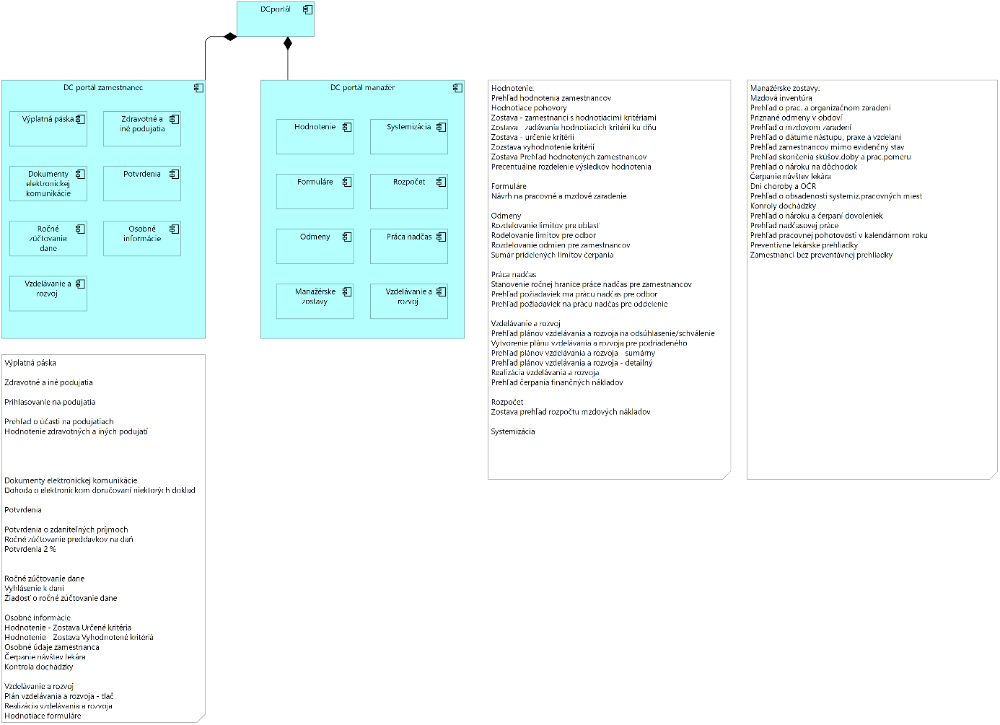 DCportál
DC portál zamestnanec
Výplatná páska
Zdravotné a
iné podujatia
Dokumenty
elektronickej
komunikácie
Potvrdenia
Ročné
zúčtovanie
dane
Osobné
informácie
Vzdelávanie a
rozvoj
DC portál manažér
Hodnotenie
Systemizácia
Formuláre
Rozpočet
Odmeny
Práca nadčas
Manažérske
zostavy
Vzdelávanie a
rozvoj
Hodnotenie:
Prehľad hodnotenia zamestnancov
Hodnotiace pohovory
Zostava - zamestnanci s hodnotiacimi kritériami
Zostava - zadávania hodnotiacich kritérií ku dňu
Zostava - určenie kritérií
Zozstava vyhodnotenie kritérií
Zostava Prehľad hodnotených zamestnancov
Precentuálne rozdelenie výsledkov hodnotenia
Formuláre
Návrh na pracovné a mzdové zaradenie
Odmeny
Rozdelovanie limitov pre oblasť
Rodelovanie limitov pre odbor
Rozdelovanie odmien pre zamestnancov
Sumár pridelených limitov čerpania
Práca nadčas
Stanovenie ročnej hranice práce nadčas pre zamestnancov
Prehľad požiadaviek ma prácu nadčas pre odbor
Prehľad požiadaviek na prácu nadčas pre oddelenie
Vzdelávanie a rozvoj
Prehľad plánov vzdelávania a rozvoja na odsúhlasenie/schválenie
Vytvorenie plánu vzdelávania a rozvoja pre podriadeného
Prehľad plánov vzdelávania a rozvoja - sumárny
Prehľad plánov vzdelávania a rozvoja - detailný
Realizácia vzdelávania a rozvoja
Prehľad čerpania finančných nákladov
Rozpočet
Zostava prehľad rozpočtu mzdových nákladov
Systemizácia
Manažérske zostavy:
Mzdová inventúra
Prehľad o prac. a organizačnom zaradení
Priznané odmeny v obdoví
Prehľad o mzdovom zaradení
Prehľad o dátume nástupu, praxe a vzdelaní
Prehľad zamestnancov mimo evidenčný stav
Prehľad skončenia skúšov.doby a prac.pomeru
Prehľad o nároku na dôchodok
Čerpanie návštev lekára
Dni choroby a OČR
Prehľad o obsadenosti systemiz.pracovných miest
Konroly dochádzky
Prehľad o nároku a čerpaní dovoleniek
Prehľad nadčasovej práce
Prehľad pracovnej pohotovosti v kalendárnom roku
Preventívne lekárske prehliadky
Zamestnanci bez preventávnej prehliadky
Výplatná páska
Zdravotné a iné podujatia
Prihlasovanie na podujatia
Prehľad o účasti na podujatiach
Hodnotenie zdravotných a iných podujatí
Dokumenty elektronickej komunikácie
Dohoda o elektronickom doručovaní niektorých doklad
Potvrdenia
Potvrdenia o zdaniteľných príjmoch
Ročné zúčtovanie preddavkov na daň
Potvrdenia 2 %
Ročné zúčtovanie dane
Vyhlásenie k dani
Žiadosť o ročné zúčtovanie dane
Osobné informácie
Hodnotenie - Zostava Určené kritéria
Hodnotenie - Zostava Vyhodnotené kritériá
Osobné údaje zamestnanca
Čerpanie návštev lekára
Kontrola dochádzky
Vzdelávanie a rozvoj
Plán vzdelávania a rozvoja - tlač
Realizácia vzdelávania a rozvoja
Hodnotiace formuláre